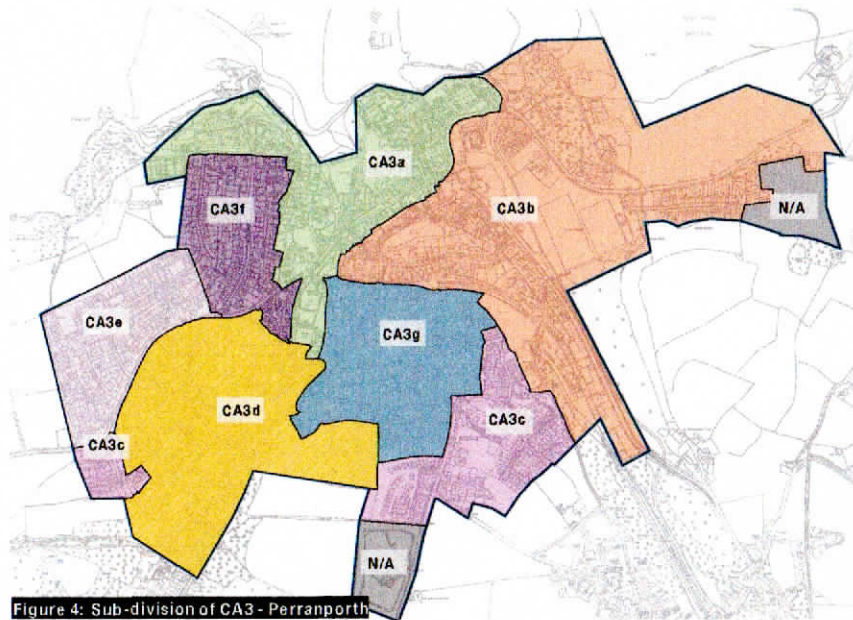 CA3a
CA3f
CA3b
N/A
CA3e
CA3g
CA3d
CA3c
CA3c
N/A
Figure 4: Sub-division of CA3 - Perranporth